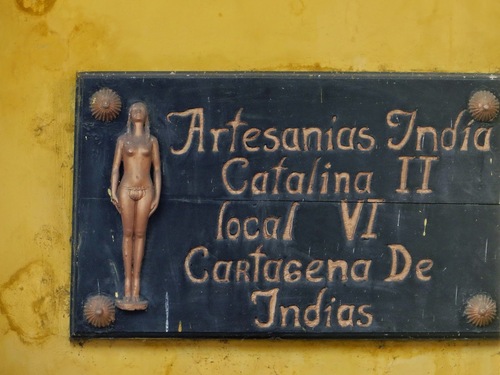 Artesanias India
Catalina II
local VI
Cartagena De
Indias